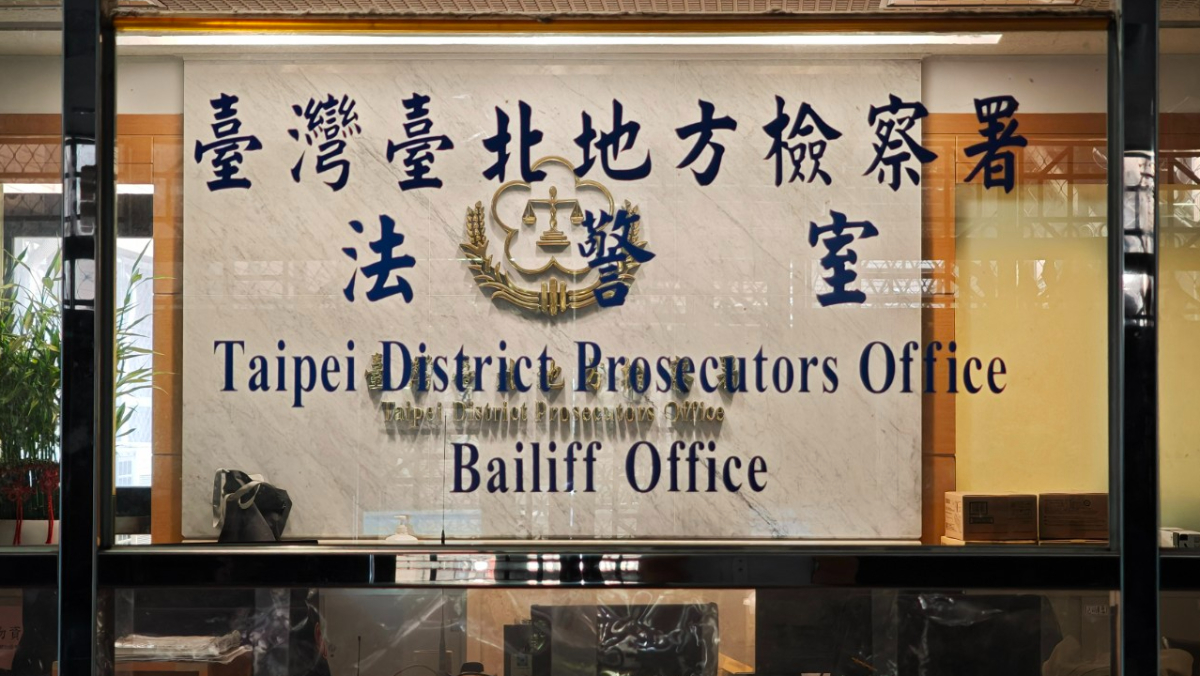 臺灣臺北地方檢察署
法警室
Taipei District Prosecutors Office
Taipei District Prosecutors Office
Bailiff Office